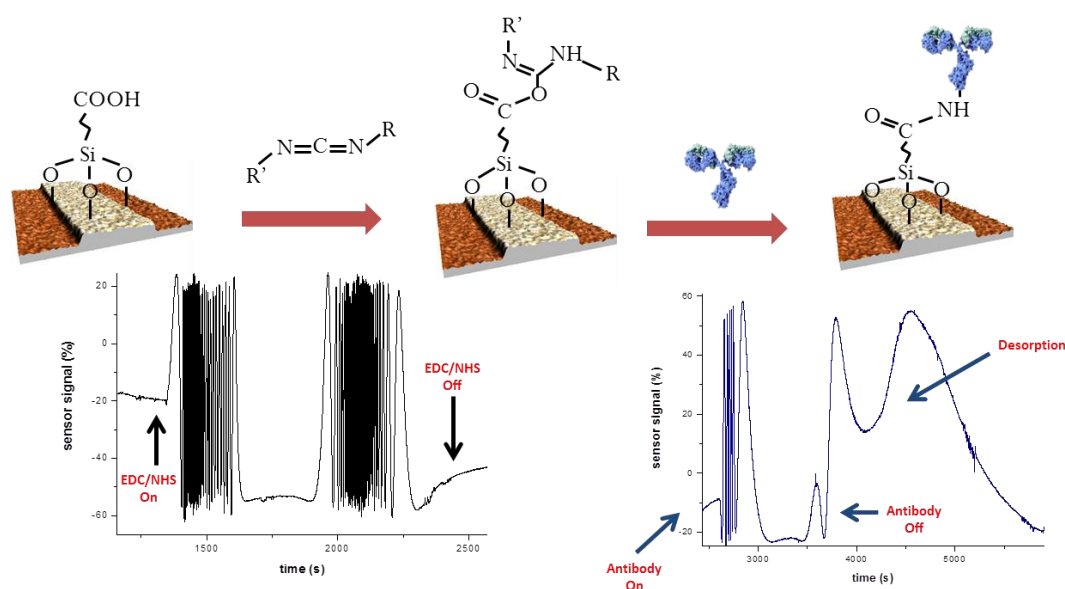 COOH
Si
O
O
O
R'
N=C=N
R
R'
N
NH
R
O
C
O
Si
O
O
O
O
C
NH
Si
O
O
O
20
0
-20
-40
-60
sensor signal (%)
1500
2000
2500
time (s)
EDC/NHS
On
EDC/NHS
Off
60
40
20
0
-20
sensor signal (%)
3000
4000
5000
time (s)
Desorption
Antibody
Off
Antibody
On